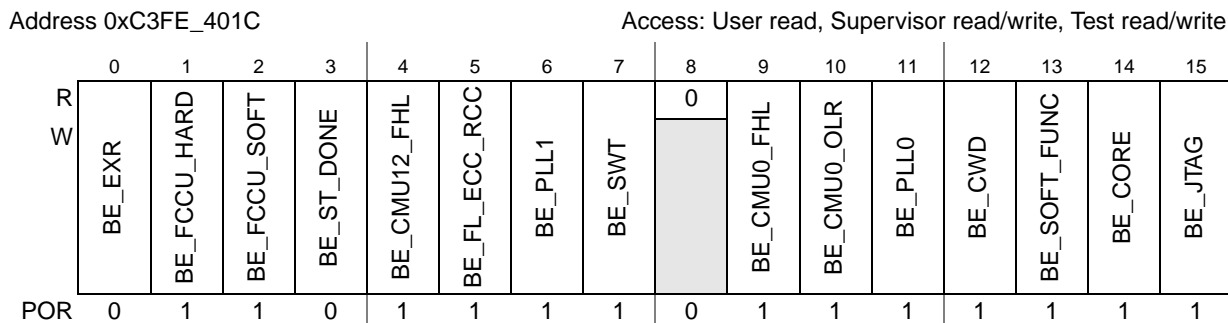 Address 0xC3FE_401C Access: User read, Supervisor read/write, Test read/write
0 1 2 3 4 5 6 7 8 9 10 11 12 13 14 15
R 0
W
BE_EXR
BE_FCCU_HARD
BE_FCCU_SOFT
BE_ST_DONE
BE_CMU12_FHL
BE_FL_ECC_RCC
BE_PLL1
BE_SWT
BE_CMU0_FHL
BE_CMU0_OLR
BE_PLL0
BE_CWD
BE_SOFT_FUNC
BE_CORE
BE_JTAG
POR 0 1 1 0 1 1 1 1 0 1 1 1 1 1 1 1